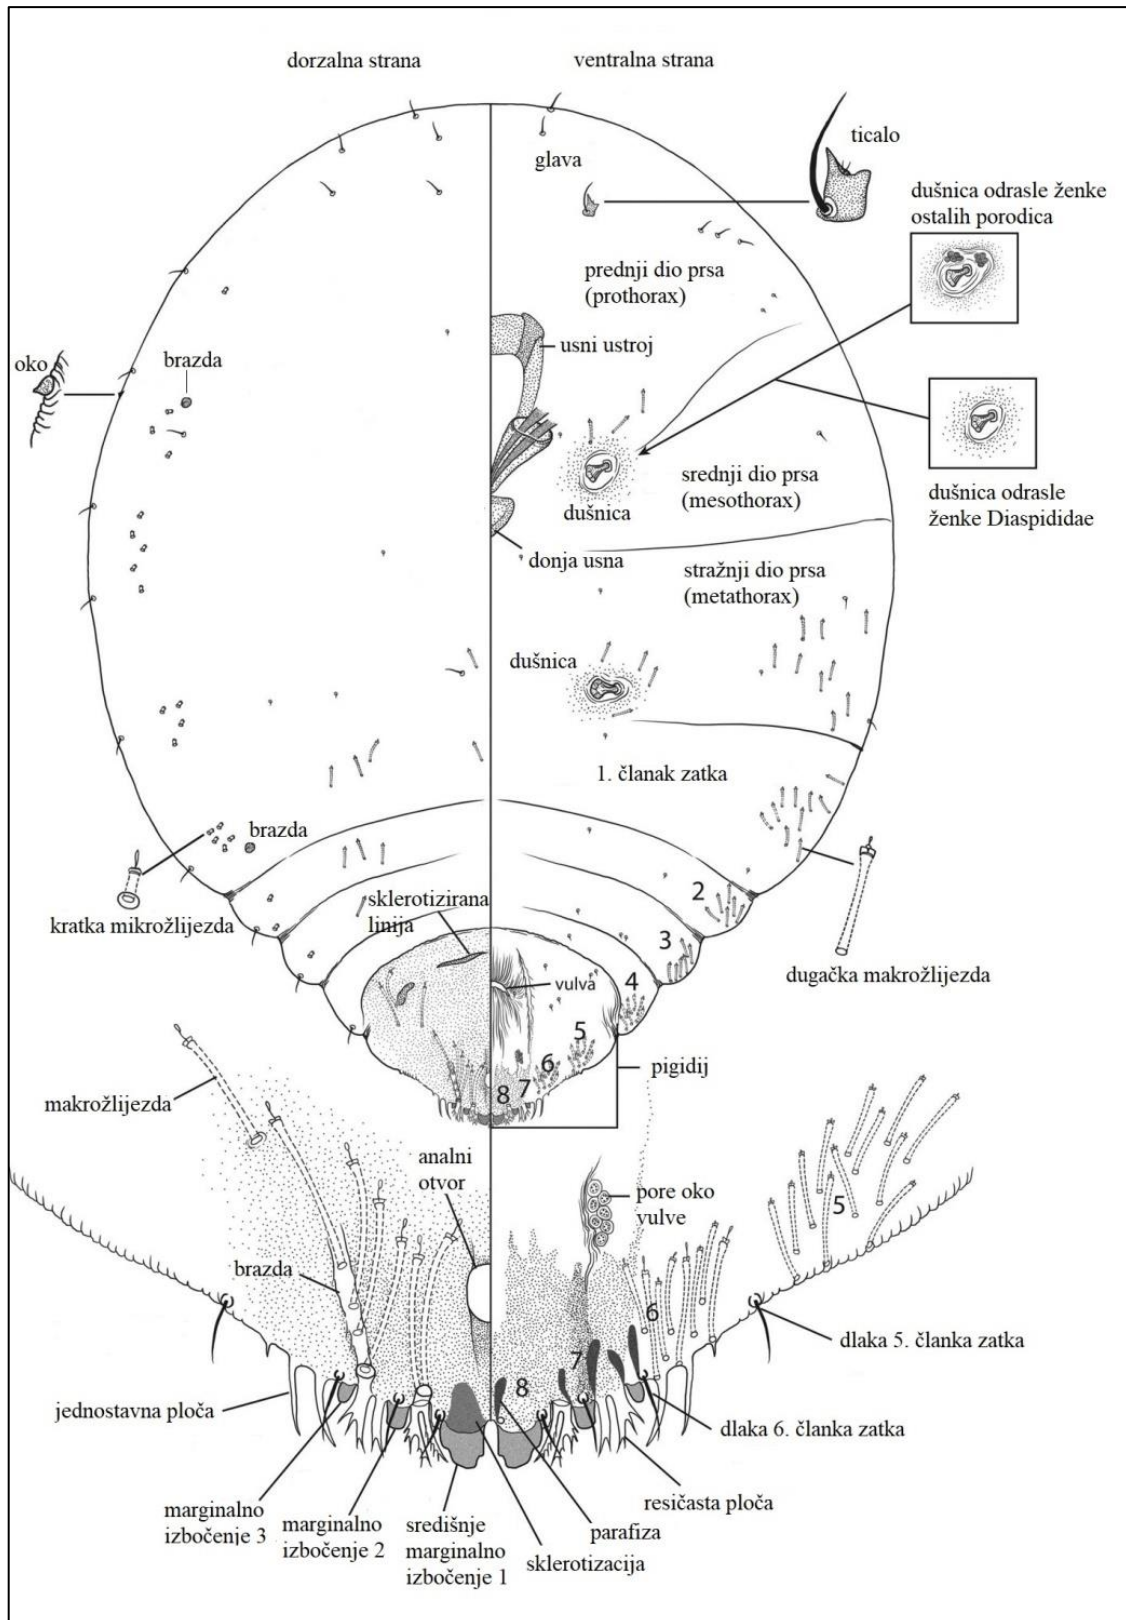 dorzalna strana
ventralna strana
glava
ticalo
dušnica odrasle ženke
ostalih porodica
prednji dio prsa
(prothorax)
usni ustroj
oko
brazda
srednji dio prsa
(mesothorax)
dušnica
dušnica odrasle
ženke Diaspididae
donja usna
stražnji dio prsa
(metathorax)
dušnica
1. članak zatka
brazda
kratka mikrožlijezda
sklerotizirana
linija
2
3
dugačka makrožlijezda
vulva
4
5
6
7
8
pigidij
makrožlijezda
analni
otvor
pore oko
vulve
5
brazda
6
dlaka 5. članka zatka
7
8
jednostavna ploča
dlaka 6. članka zatka
resičasta ploča
marginalno
izbočenje 3
marginalno
izbočenje 2
središnje
marginalno
izbočenje 1
parafiza
sklerotizacija